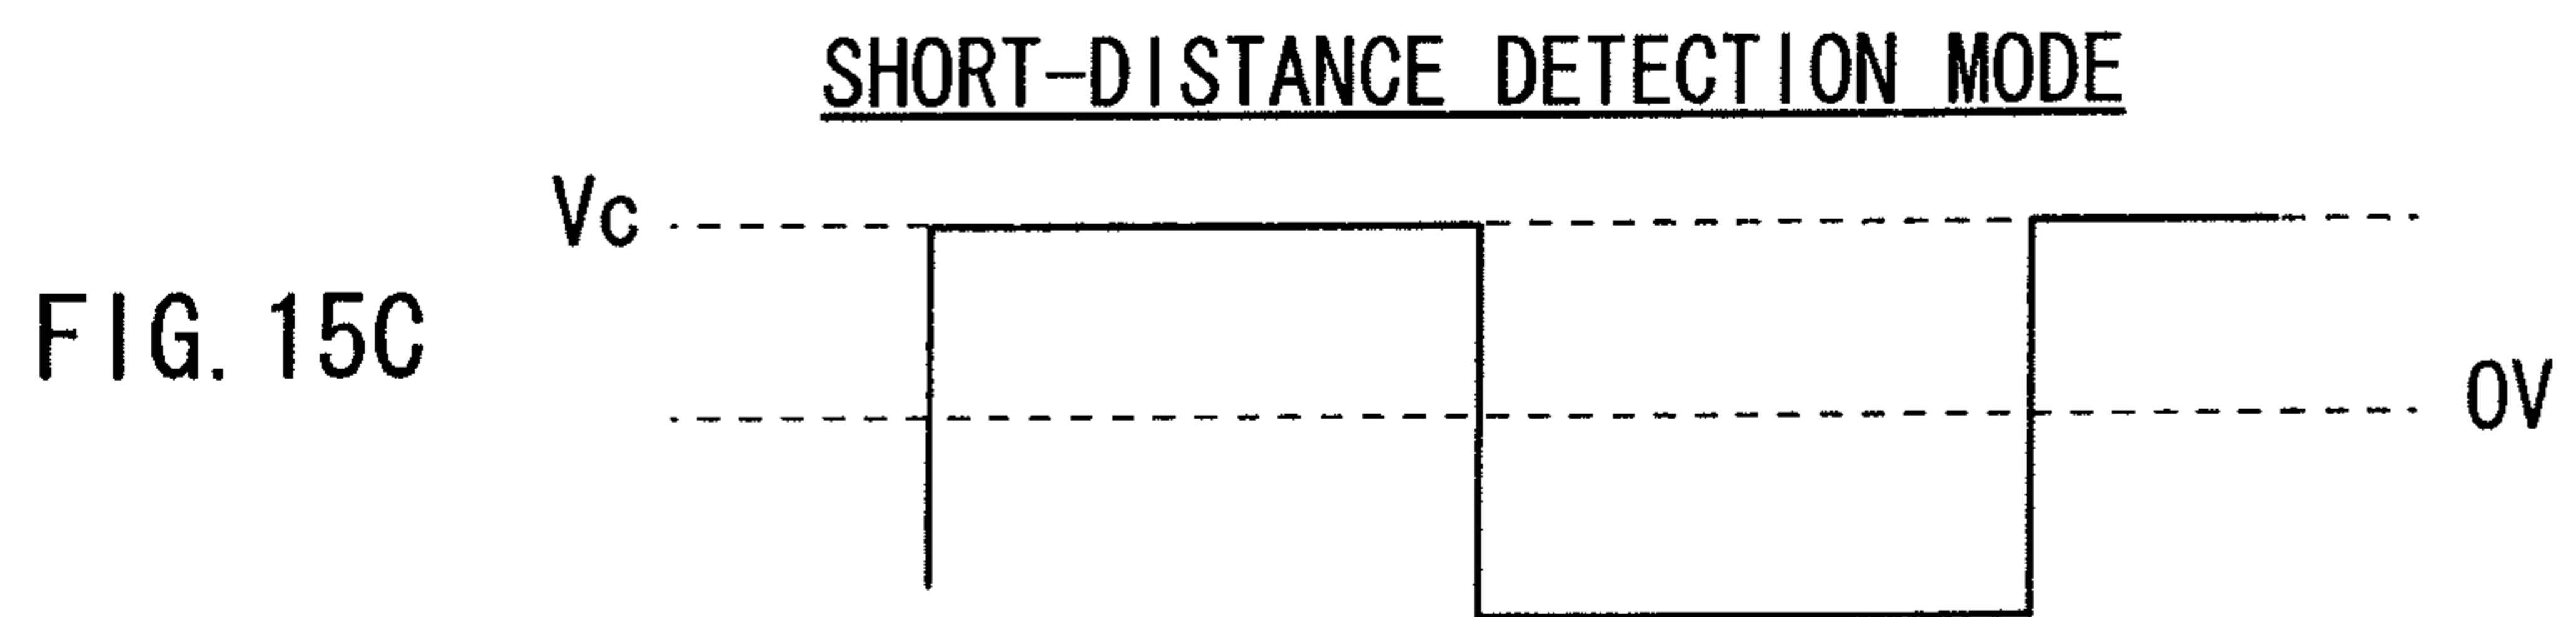 SHORT-DISTANCE DETECTION MODE
Vc
FIG. 15C
0V